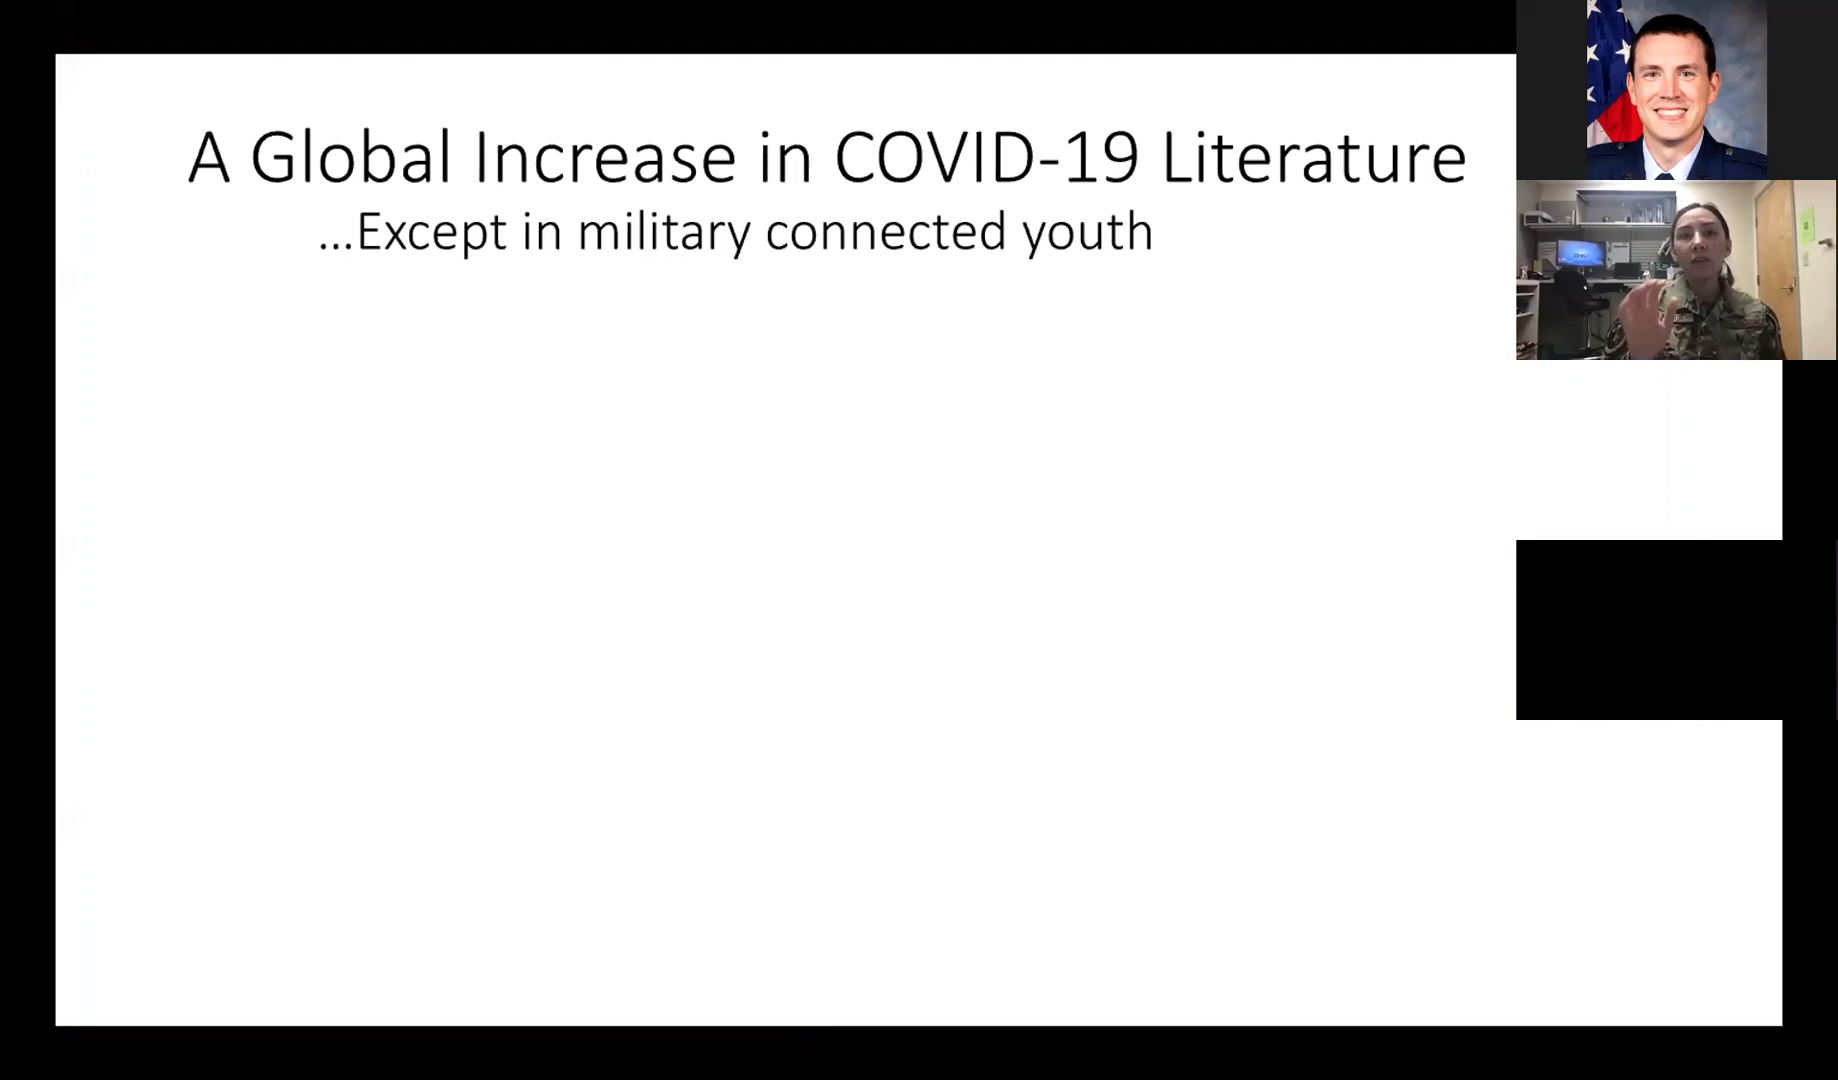 A Global Increase in COVID-19 Literature
...Except in military connected youth